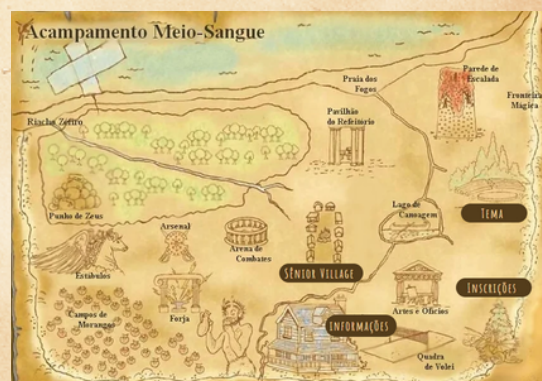 Acampamento Meio-Sangue
Parede de
Escalada
Praia dos
Fogos
Fronteira
Mágica
Pavilhão
do Refeitório
Riacho Zéfiro
Punho de Zeus
Lago de
Canoagem
TEMA
Arsenal
Arena de
Combates
SÊNIOR VILLAGE
Estábulos
INSCRIÇÕES
Campos de
Morangos
Forja
Artes e Ofícios
INFORMAÇÕES
Quadra
de Volei